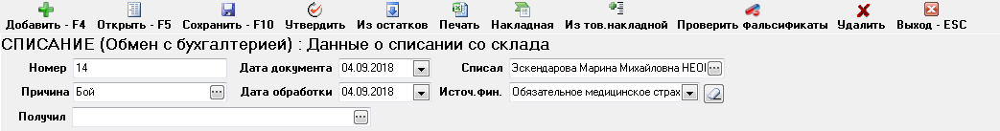 Добавить - F4 Открыть - F5 Сохранить - F10 Утвердить Из остатков Печать Накладная Из тов.накладной Проверить фальсификаты Удалить Выход - ESC
СПИСАНИЕ (Обмен с бухгалтерией) : Данные о списании со склада
Номер 14 Дата документа 04.09.2018 Списал Эскендарова Марина Михайловна НЕОІ
Причина Бой Дата обработки 04.09.2018 Источ.фин. Обязательное медицинское страх
Получил